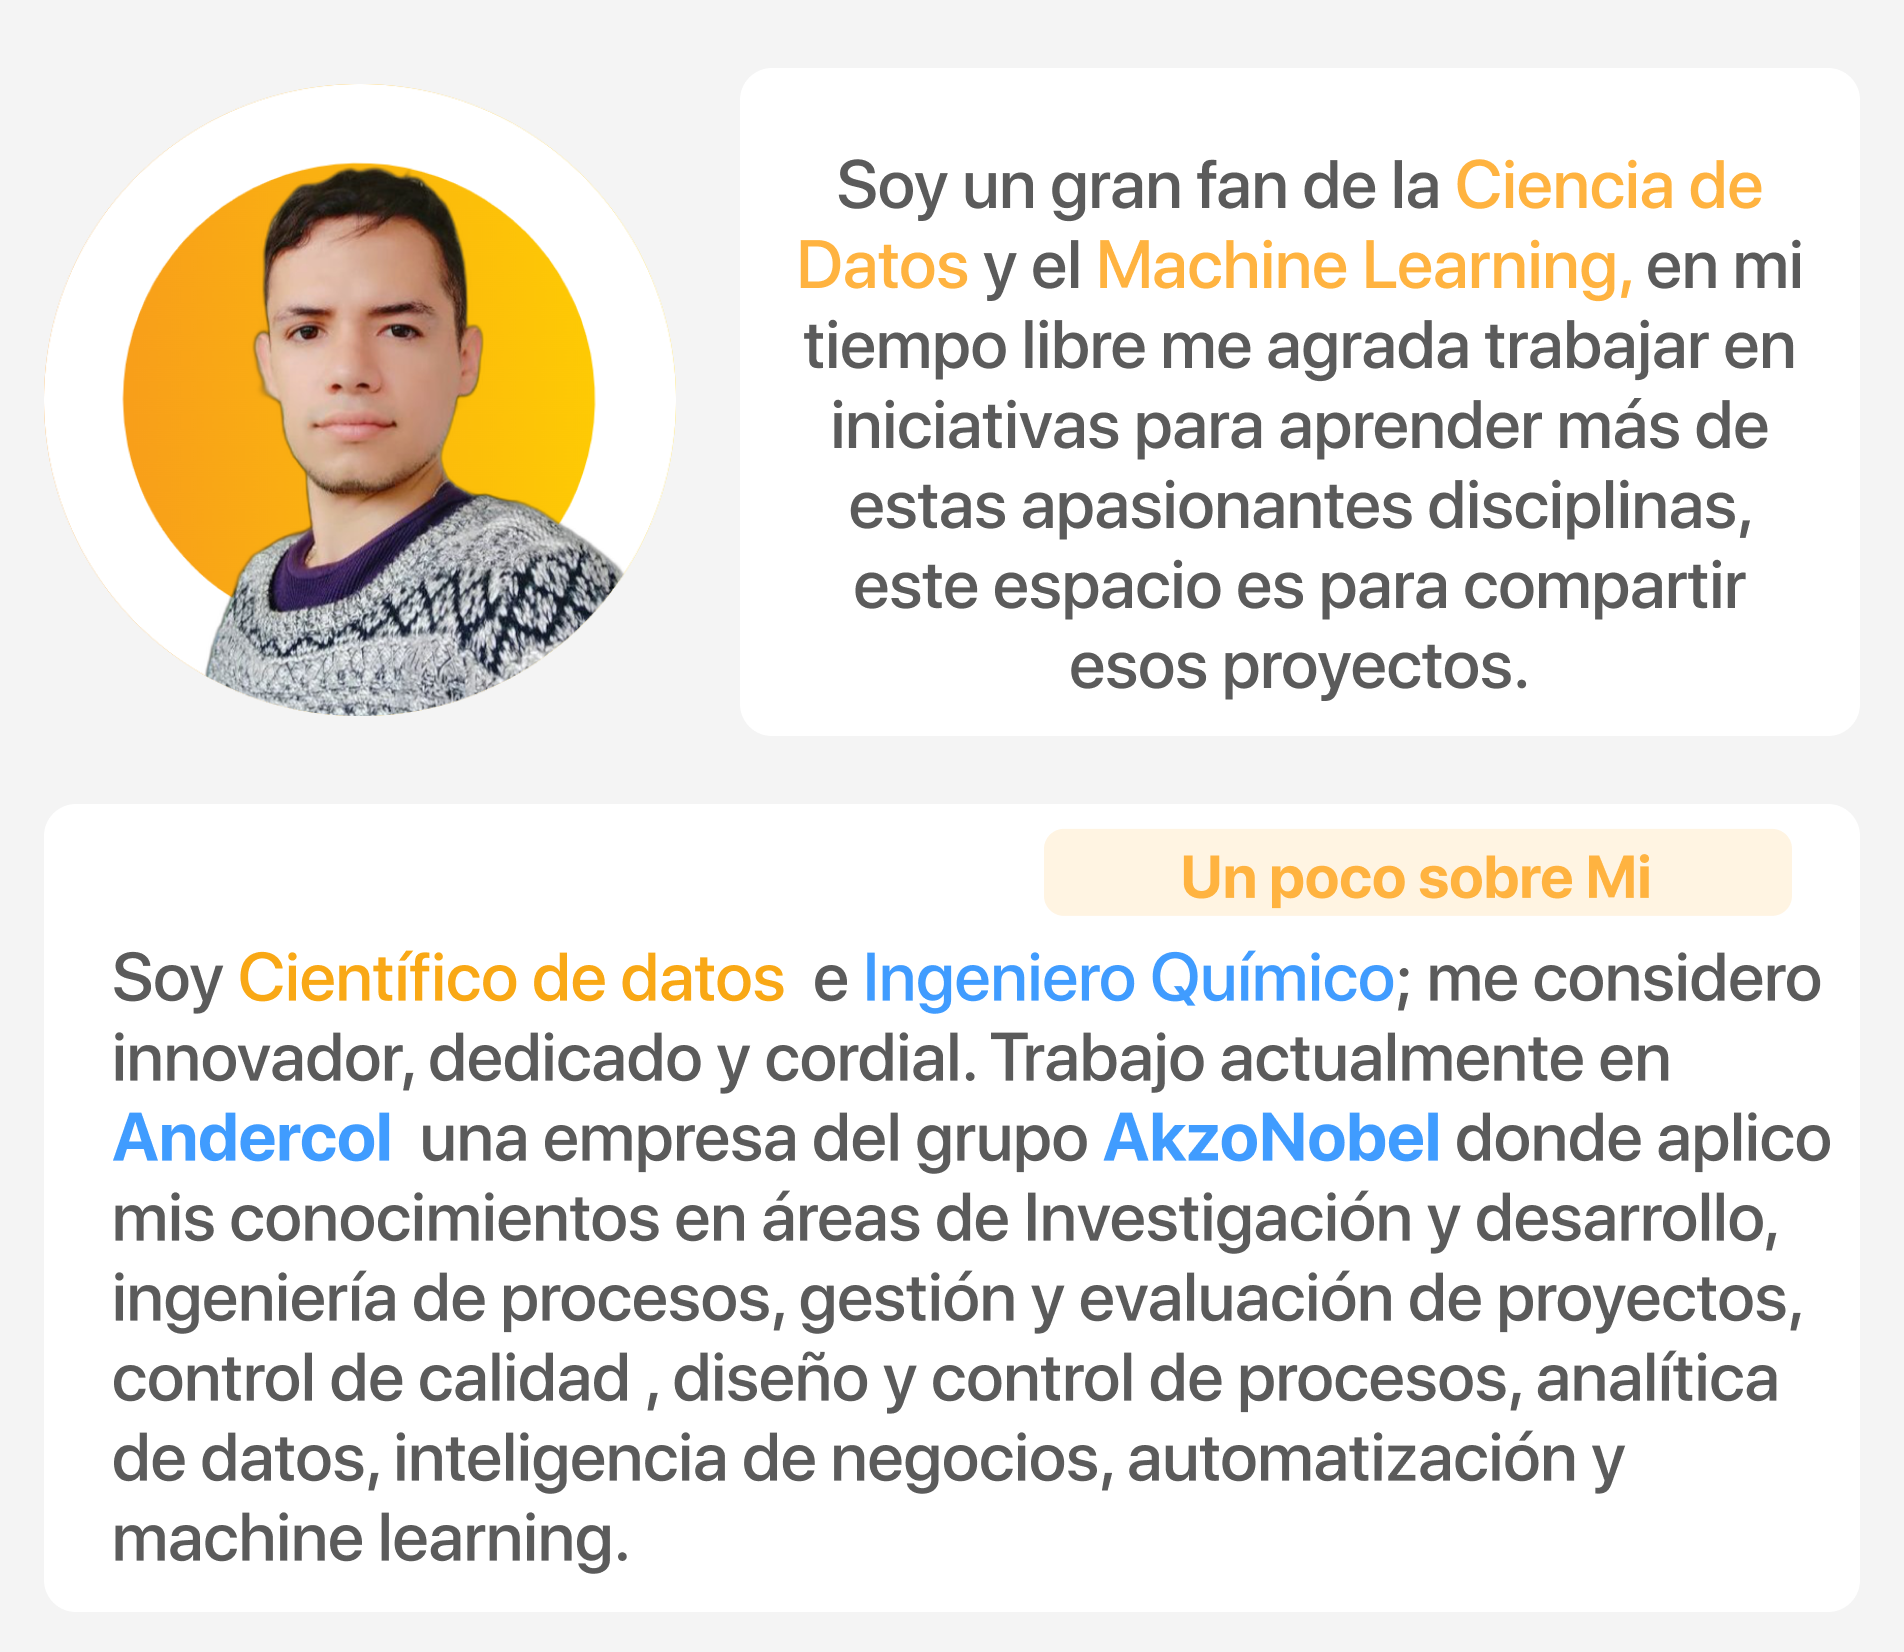 Soy un gran fan de la Ciencia de
Datos y el Machine Learning, en mi
tiempo libre me agrada trabajar en
iniciativas para aprender más de
estas apasionantes disciplinas,
este espacio es para compartir
esos proyectos.
Un poco sobre Mi
Soy Científico de datos  e Ingeniero Químico; me considero
innovador, dedicado y cordial. Trabajo actualmente en
Andercol  una empresa del grupo AkzoNobel donde aplico
mis conocimientos en áreas de Investigación y desarrollo,
ingeniería de procesos, gestión y evaluación de proyectos,
control de calidad , diseño y control de procesos, analítica
de datos, inteligencia de negocios, automatización y
machine learning.